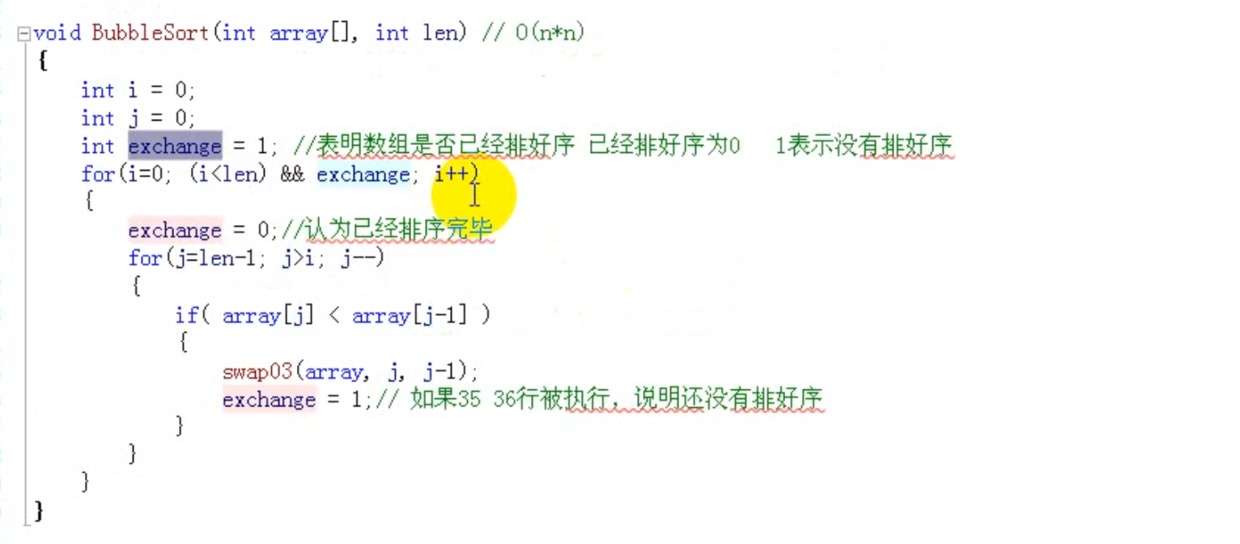 void BubbleSort(int array[], int len) // O(n*n)
{
    int i = 0;
    int j = 0;
    int exchange = 1; //表明数组是否已经排好序 已经排好序为0   1表示没有排好序
    for(i=0; (i<len) && exchange; i++)
    {
        exchange = 0;//认为已经排序完毕
        for(j=len-1; j>i; j--)
        {
            if( array[j] < array[j-1] )
            {
                swap03(array, j, j-1);
                exchange = 1;// 如果35 36行被执行，说明还没有排好序
            }
        }
    }
}